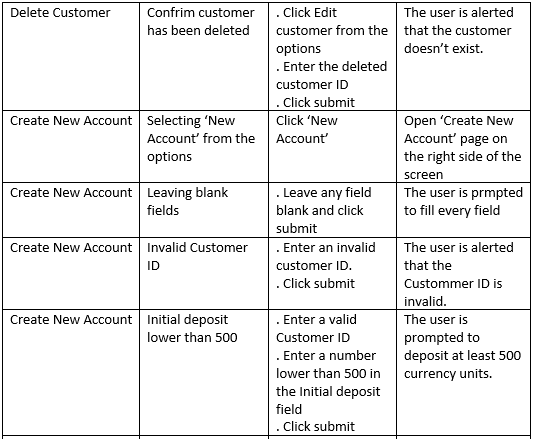 Delete Customer
Confrim customer
has been deleted
. Click Edit
customer from the
options
. Enter the deleted
customer ID
. Click submit
The user is alerted
that the customer
doesn't exist.
Create New Account
Selecting 'New
Account' from the
options
Click 'New
Account'
Open 'Create New
Account' page on
the right side of the
screen
Create New Account
Leaving blank
fields
. Leave any field
blank and click
submit
The user is prmpted
to fill every field
Create New Account
Invalid Customer
ID
. Enter an invalid
customer ID.
. Click submit
The user is alerted
that the
Custommer ID is
invalid.
Create New Account
Initial deposit
lower than 500
. Enter a valid
Customer ID
. Enter a number
lower than 500 in
the Initial deposit
field
. Click submit
The user is
prompted to
deposit at least 500
currency units.